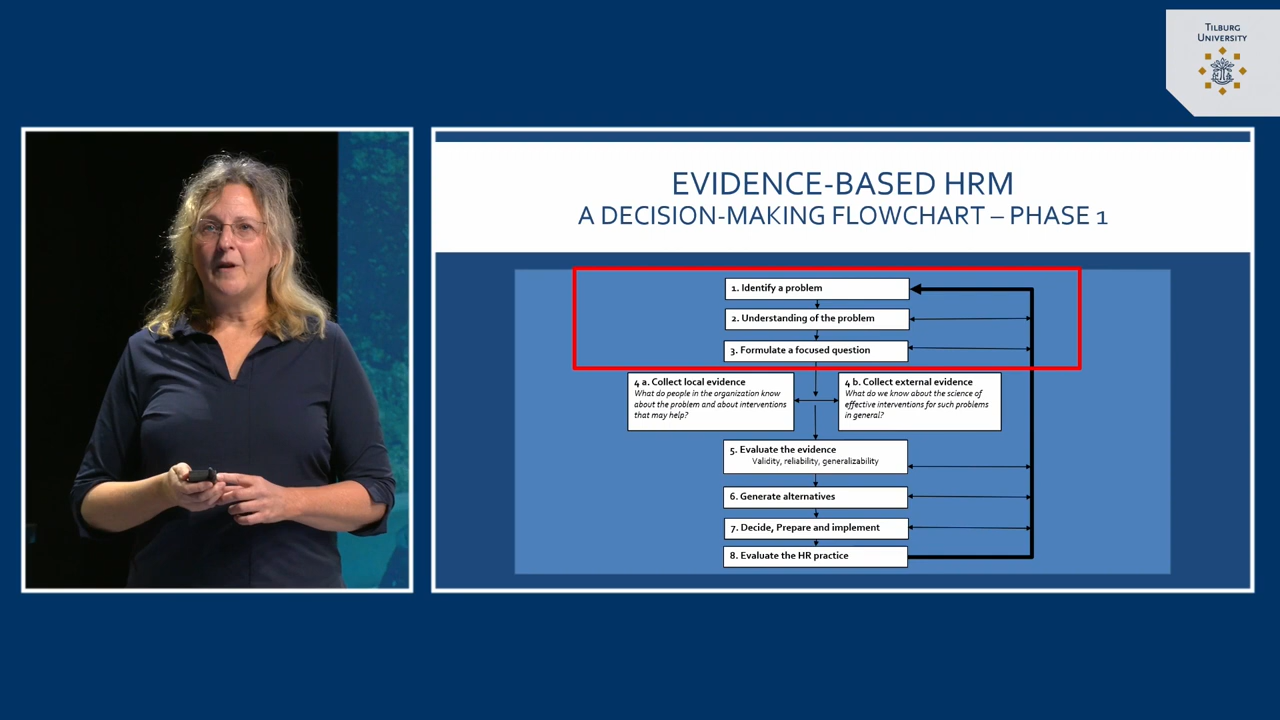 TILBURG
UNIVERSITY
EVIDENCE-BASED HRM
A DECISION-MAKING FLOWCHART – PHASE 1
1. Identify a problem
2. Understanding of the problem
3. Formulate a focused question
4 a. Collect local evidence
What do people in the organization know
about the problem and about interventions
that may help?
4 b. Collect external evidence
What do we know about the science of
effective interventions for such problems
in general?
5. Evaluate the evidence
Validity, reliability, generalizability
6. Generate alternatives
7. Decide, Prepare and implement
8. Evaluate the HR practice